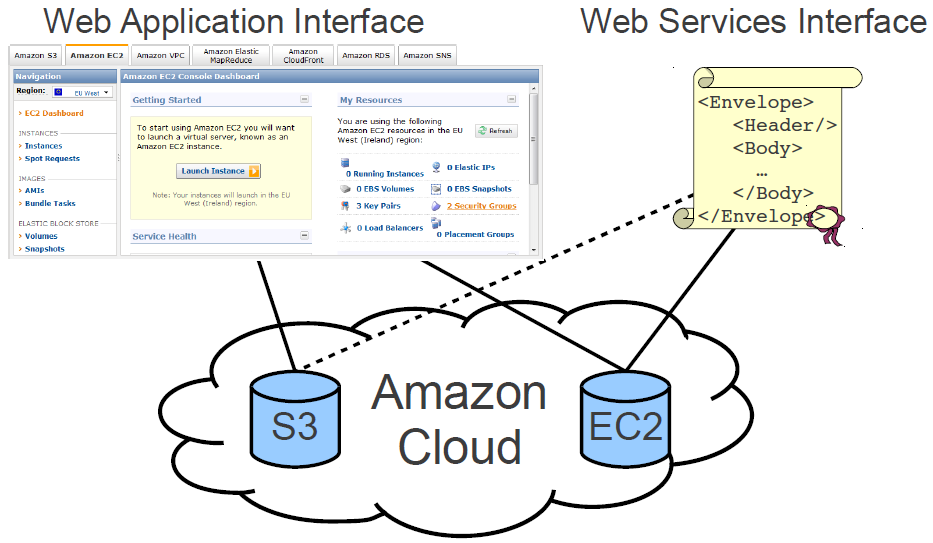 Web Application Interface
Web Services Interface
Amazon S3
Amazon EC2
Amazon VPC
Amazon Elastic
MapReduce
Amazon
CloudFront
Amazon RDS
Amazon SNS
Navigation
Region:
EU West
EC2 Dashboard
INSTANCES
Instances
Spot Requests
IMAGES
AMIs
Bundle Tasks
ELASTIC BLOCK STORE
Volumes
Snapshots
Amazon EC2 Console Dashboard
Getting Started
To start using Amazon EC2 you will want
to launch a virtual server, known as an
Amazon EC2 instance.
Launch Instance
Note: Your instances will launch in the EU
West (Ireland) region.
Service Health
My Resources
You are using the following
Amazon EC2 resources in the EU
West (Ireland) region:
Refresh
0 Running Instances
0 Elastic IPs
0 EBS Volumes
0 EBS Snapshots
3 Key Pairs
2 Security Groups
0 Load Balancers
0 Placement Groups
<Envelope>
<Header/>
<Body>
…
</Body>
</Envelope>
S3
Amazon
Cloud
EC2